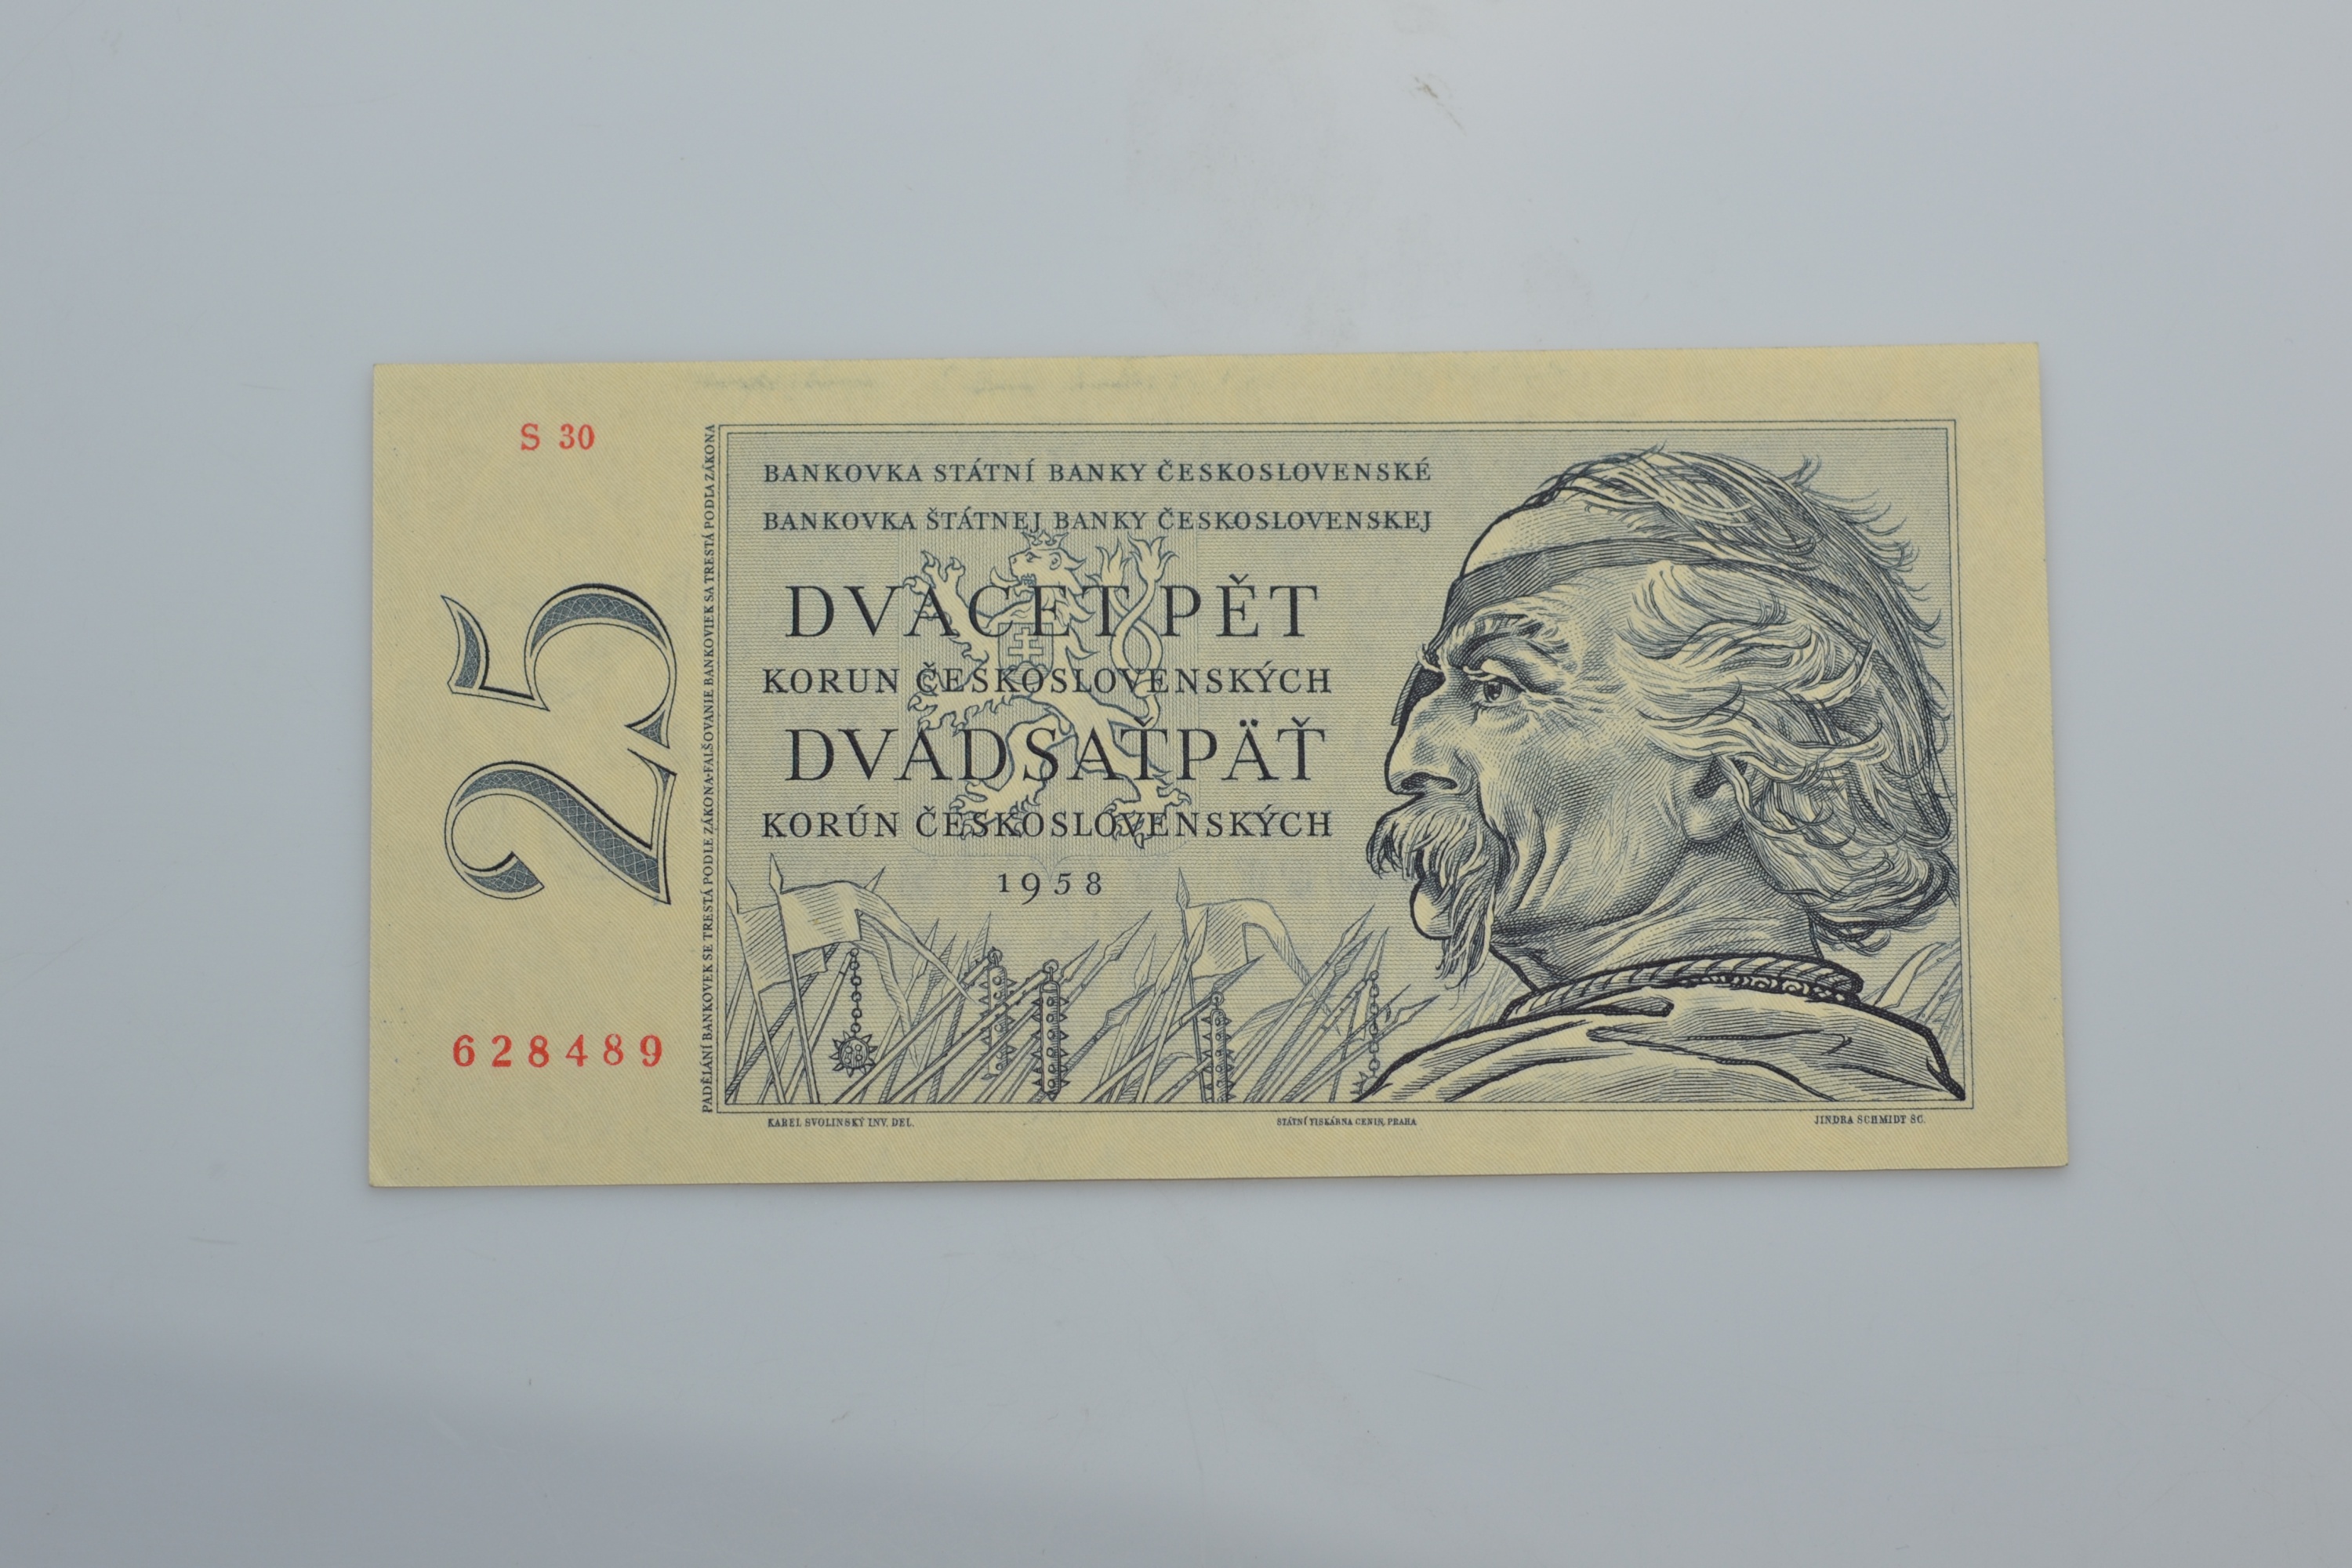 S 30
25
628489
PADĚLÁNÍ BANKOVEK SE TRESTÁ PODLE ZÁKONA-FALŠOVANIE BANKOVIEK SA TRESTÁ PODĽA ZÁKONA
BANKOVKA STÁTNÍ BANKY ČESKOSLOVENSKÉ
BANKOVKA ŠTÁTNEJ BANKY ČESKOSLOVENSKEJ
DVACET PĚT
KORUN ČESKOSLOVENSKÝCH
DVADSAŤPÄŤ
KORÚN ČESKOSLOVENSKÝCH
1958
KAREL SVOLINSKÝ INV. DEL.
STÁTNÍ TISKÁRNA CENIN, PRAHA
JINDRA SCHMIDT SC.